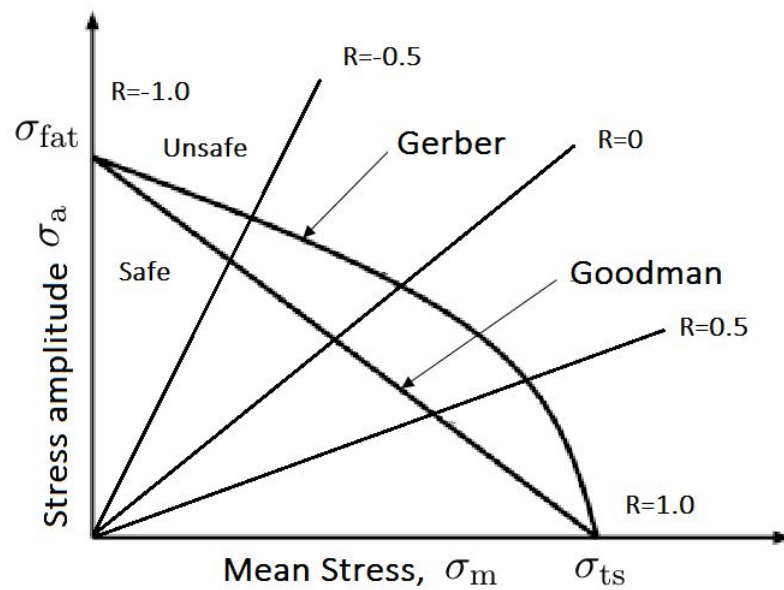 R=-0.5
R=-1.0
σfat
Unsafe
Gerber
R=0
Safe
Goodman
R=0.5
Stress amplitude σa
R=1.0
Mean Stress, σm
σts